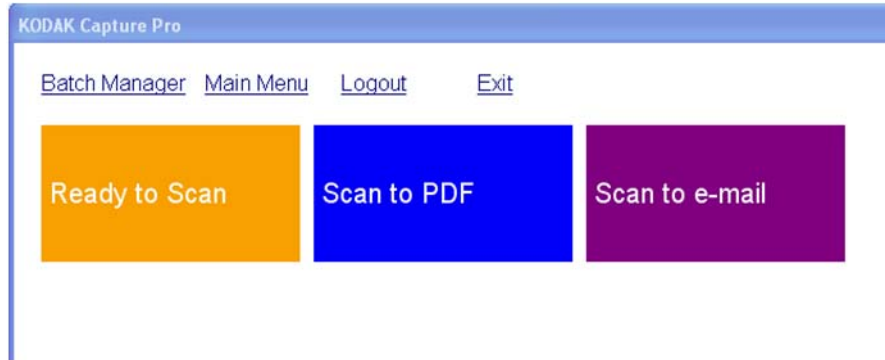 KODAK Capture Pro
Batch Manager Main Menu Logout Exit
Ready to Scan Scan to PDF Scan to e-mail